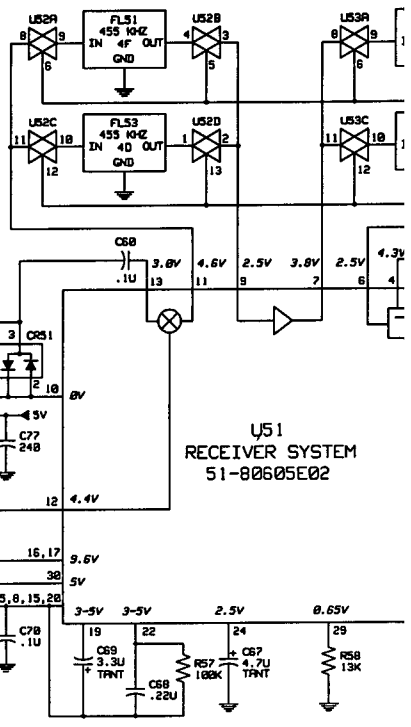 U52A FL51 U52B U53A
8 9 IN 455 KHZ 4F OUT 4 3 8 9
6 GND 5 6
U52C FL53 U52D U53C
11 10 IN 455 KHZ 4D OUT 1 2 11 10
12 GND 13 12
C60
.1U
3.0V 4.6V 2.5V 3.8V 2.5V 4.3V
13 11 9 7 6 4
3 CR51
2
10 0V
5V
C77
240
U51
RECEIVER SYSTEM
51-80605E02
12 4.4V
16,17 9.6V
30 5V
5,8,15,20
3-5V 3-5V 2.5V 0.65V
19 22 24 29
C70
.1U
C69
3.3U
+ TANT
C68
.22U
R57
100K
+ C67
4.7U
TANT
R58
13K